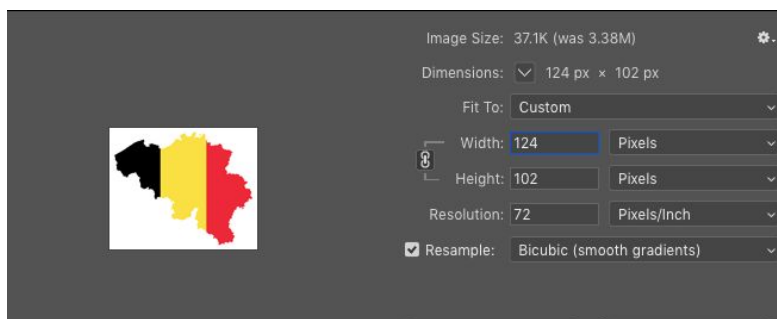 Image Size: 37.1K (was 3.38M)
Dimensions: 124 px × 102 px
Fit To: Custom
Width: 124 Pixels
Height: 102 Pixels
Resolution: 72 Pixels/Inch
Resample: Bicubic (smooth gradients)